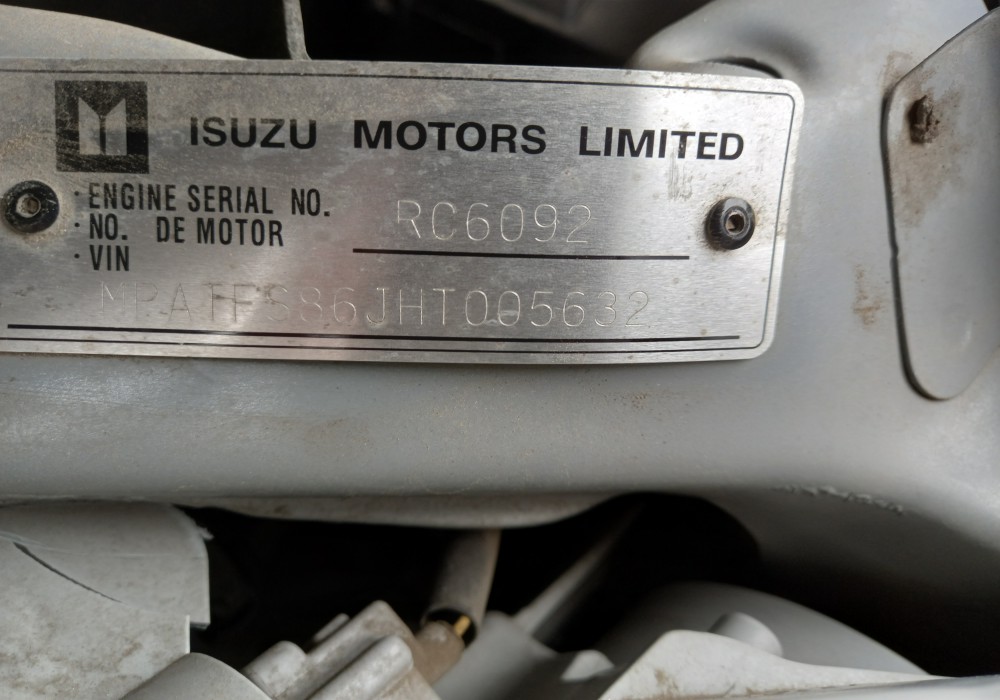 ISUZU MOTORS LIMITED
· ENGINE SERIAL NO.
· NO. DE MOTOR RC6092
· VIN
MPATFS86JHT005632